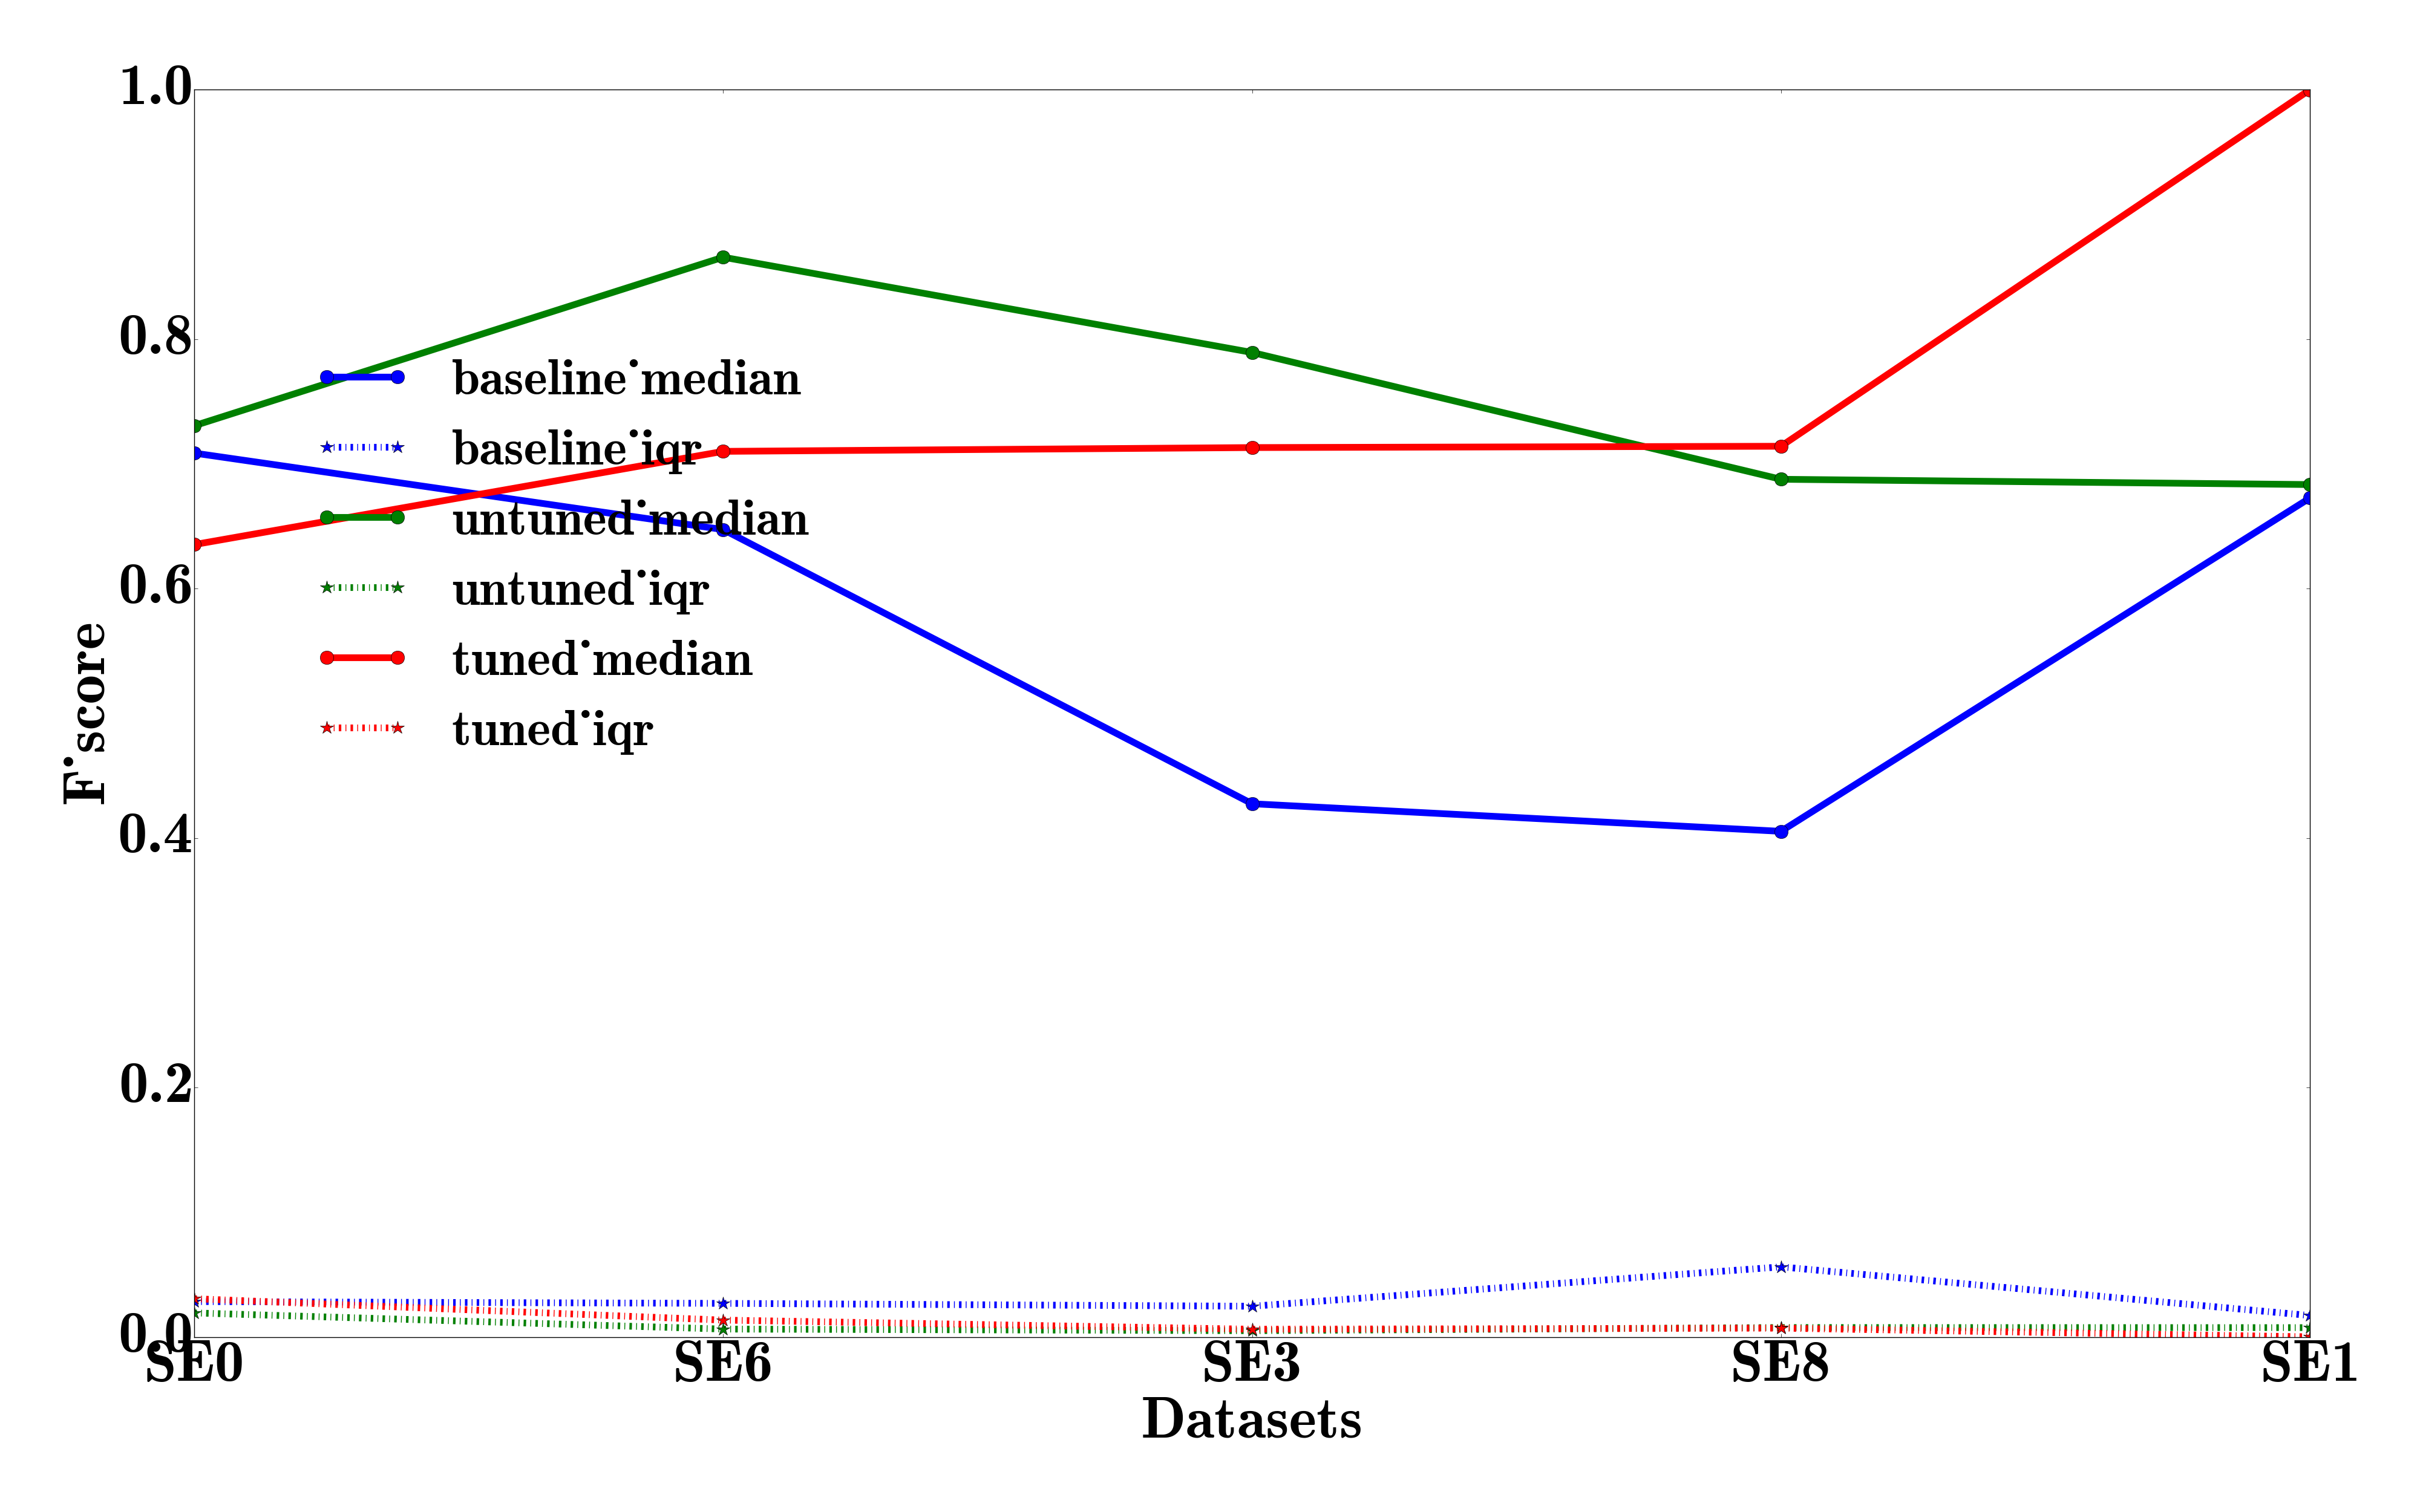 1.0
0.8
0.6
0.4
0.2
0.0
F˙score
baseline˙median
baseline˙iqr
untuned˙median
untuned˙iqr
tuned˙median
tuned˙iqr
SE0 SE6 SE3 SE8 SE1
Datasets